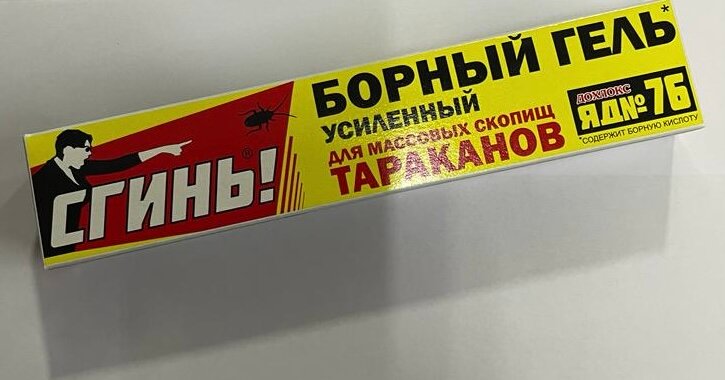 СГИНЬ!
®
БОРНЫЙ ГЕЛЬ*
УСИЛЕННЫЙ
ДЛЯ МАССОВЫХ СКОПИЩ
ТАРАКАНОВ
ДОХЛОКС
ЯД№76
*СОДЕРЖИТ БОРНУЮ КИСЛОТУ